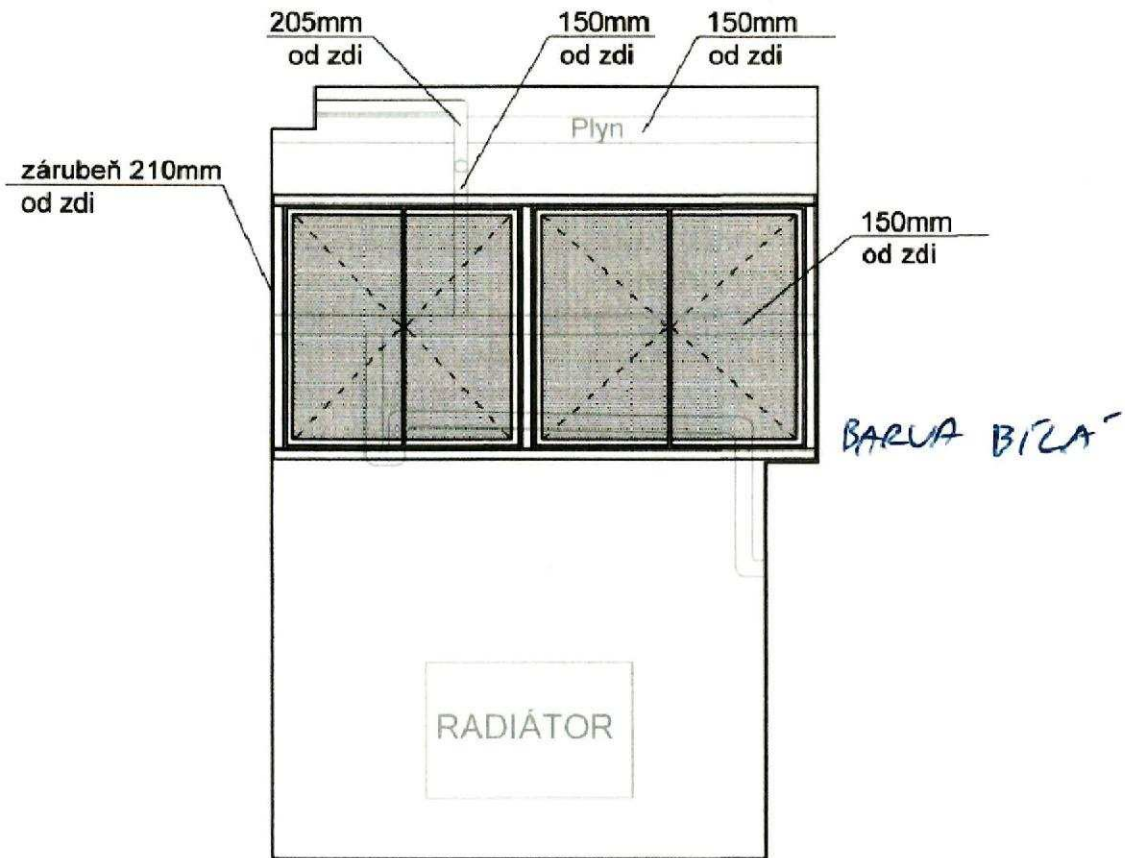 205mm
od zdi
150mm
od zdi
150mm
od zdi
Plyn
zárubeň 210mm
od zdi
150mm
od zdi
BARVA BÍLÁ
RADIÁTOR